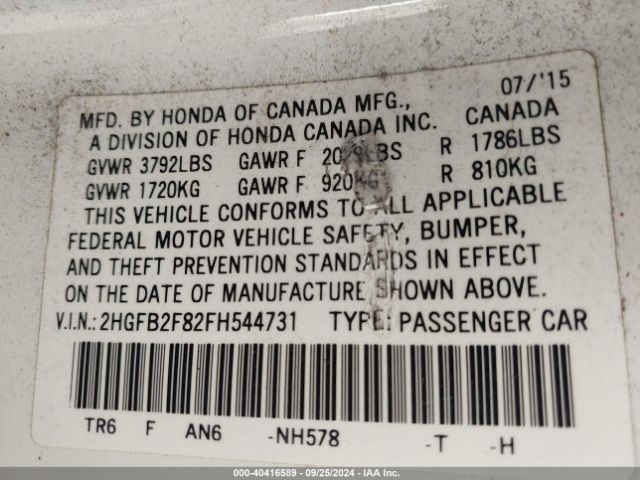 07/'15
MFD. BY HONDA OF CANADA MFG., CANADA
A DIVISION OF HONDA CANADA INC.
GVWR 3792LBS GAWR F LBS R 1786LBS
GVWR 1720KG GAWR F 920KG R 810KG
THIS VEHICLE CONFORMS TO ALL APPLICABLE
FEDERAL MOTOR VEHICLE SAFETY, BUMPER,
AND THEFT PREVENTION STANDARDS IN EFFECT
ON THE DATE OF MANUFACTURE SHOWN ABOVE.
V.I.N.: 2HGFB2F82FH544731 TYPE: PASSENGER CAR
TR6 F AN6 -NH578 -T -H
000-40416589 | 09/25/2024 | IAA Inc.